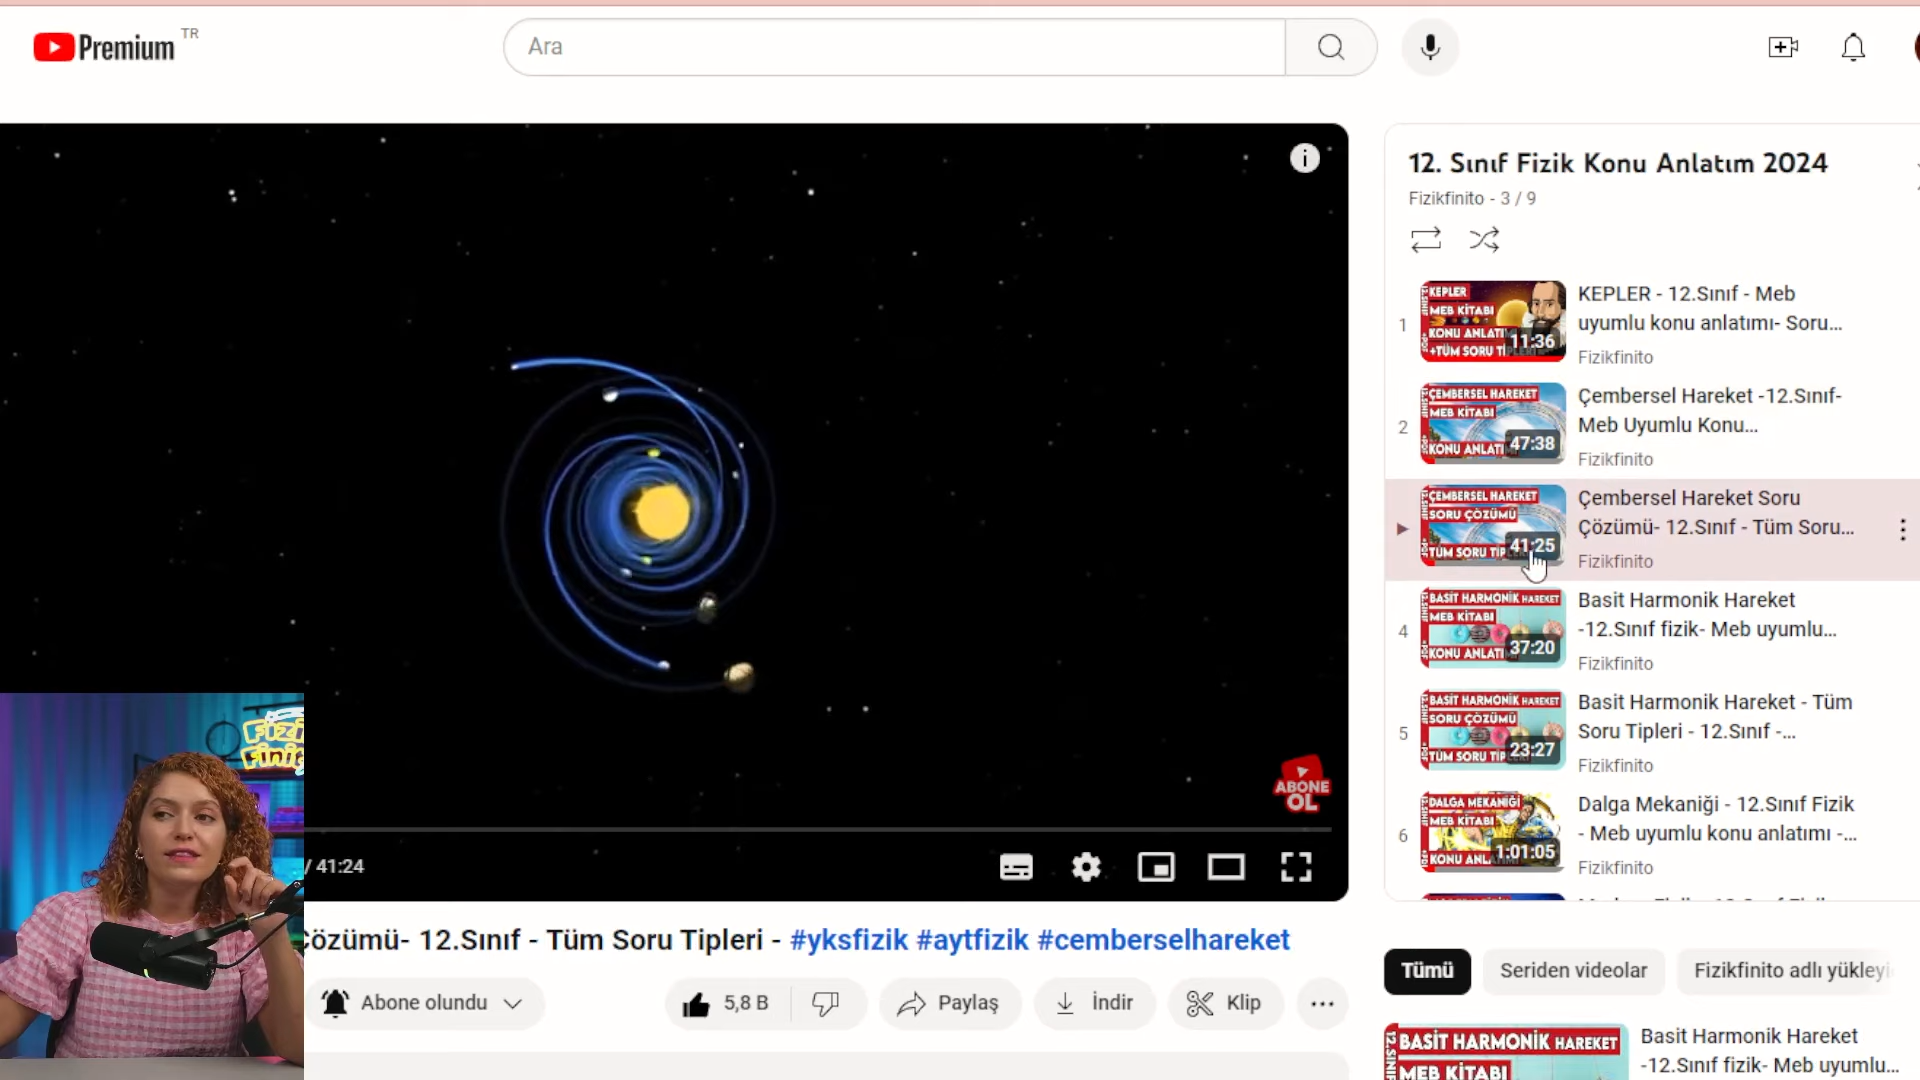 Premium TR
Ara
12. Sınıf Fizik Konu Anlatım 2024
Fizikfinito - 3 / 9
1
KEPLER
MEB KİTABI
KONU ANLATI
+TÜM SORU Tİ
11:36
KEPLER - 12.Sınıf - Meb
uyumlu konu anlatımı- Soru...
Fizikfinito
2
ÇEMBERSEL HAREKET
MEB KİTABI
KONU ANLATI
47:38
Çembersel Hareket -12.Sınıf-
Meb Uyumlu Konu...
Fizikfinito
ÇEMBERSEL HAREKET
SORU ÇÖZÜMÜ
TÜM SORU TİP
41:25
Çembersel Hareket Soru
Çözümü- 12.Sınıf - Tüm Soru...
Fizikfinito
4
BASİT HARMONİK HAREKET
MEB KİTABI
KONU ANLATI
37:20
Basit Harmonik Hareket
-12.Sınıf fizik- Meb uyumlu...
Fizikfinito
5
BASİT HARMONİK HAREKET
SORU ÇÖZÜMÜ
TÜM SORU TİP
23:27
Basit Harmonik Hareket - Tüm
Soru Tipleri - 12.Sınıf -...
Fizikfinito
6
DALGA MEKANİĞİ
MEB KİTABI
KONU ANLA
1:01:05
Dalga Mekaniği - 12.Sınıf Fizik
- Meb uyumlu konu anlatımı -...
Fizikfinito
ABONE
OL
/ 41:24
özümü- 12.Sınıf - Tüm Soru Tipleri - #yksfizik #aytfizik #cemberselhareket
Abone olundu
5,8 B
Paylaş
İndir
Klip
Tümü
Seriden videolar
Fizikfinito adlı yükleyi
BASİT HARMONİK HAREKET
MEB KİTABI
Basit Harmonik Hareket
-12.Sınıf fizik- Meb uyumlu...